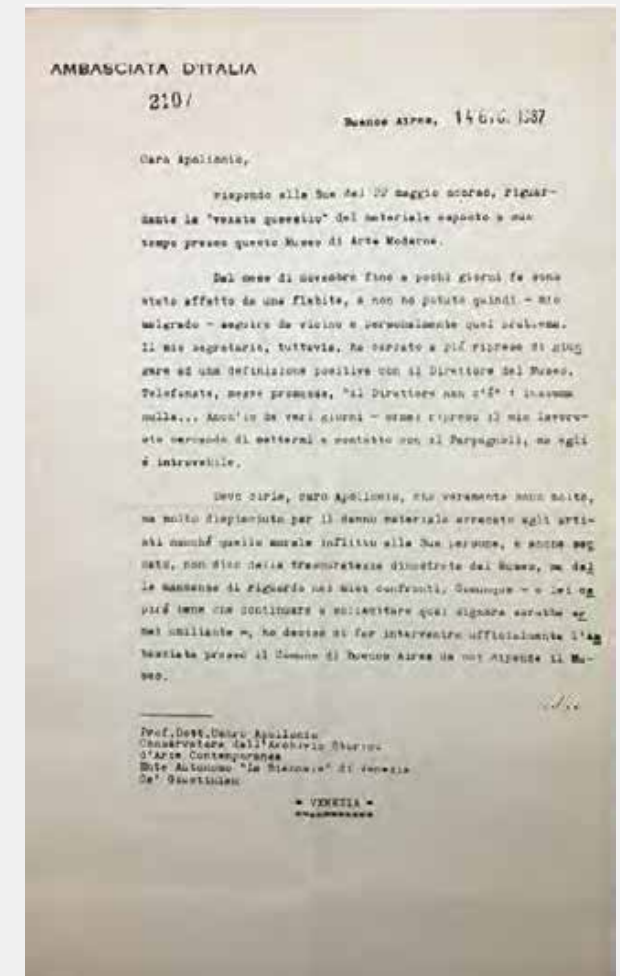 AMBASCIATA D'ITALIA
2107
Buenos Aires, 14 GIU. 1967
Caro Apollonio,
rispondo alla Sua del 22 maggio scorso, riguar-
dante la "vexata quaestio" del materiale esposto a suo
tempo presso questo Museo di Arte Moderna.
Dal mese di novembre fino a pochi giorni fa sono
stato affetto da una flebite, e non ho potuto quindi - mio
malgrado - seguire da vicino e personalmente quel problema.
Il mio segretario, tuttavia, ha cercato a più riprese di giun
gere ad una definizione positiva con il Direttore del Museo.
Telefonate, mezze promesse, "il Direttore non c'é" : insomma
nulla... Anch'io da vari giorni - ormai ripreso il mio lavoro-
sto cercando di mettermi a contatto con il Parpagnoli, ma egli
é introvabile.
Devo dirle, caro Apollonio, che veramente sono molto,
ma molto dispiaciuto per il danno materiale arrecato agli arti-
sti nonché quello morale inflitto alla Sua persona, e anche sec
cato, non dico della trascuratezza dimostrata dal Museo, ma del
la mancanza di riguardo nei miei confronti. Comunque - e Lei ca
pirá bene che continuare a sollecitare quel signore sarebbe or
mai umiliante -, ho deciso di far intervenire ufficialmente l'am
basciata presso il Comune di Buenos Aires da cui dipende il Mu-
seo.
./.
Prof.Dott.Umbro Apollonio
Conservatore dell'Archivio Storico
d'Arte Contemporanea
Ente Autonomo "La Biennale" di Venezia
Ca' Giustinian
= VENEZIA =